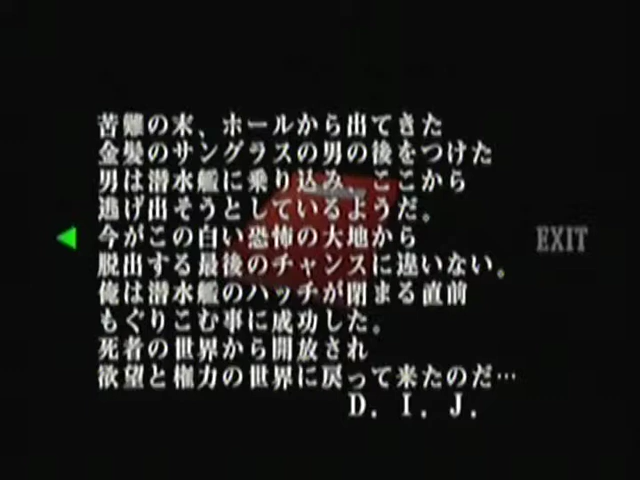 苦難の末、ホールから出てきた
金髪のサングラスの男の後をつけた
男は潜水艦に乗り込み、ここから
逃げ出そうとしているようだ。
今がこの白い恐怖の大地から
脱出する最後のチャンスに違いない。
EXIT
俺は潜水艦のハッチが閉まる直前
もぐりこむ事に成功した。
死者の世界から開放され
欲望と権力の世界に戻って来たのだ…
D．I．J．